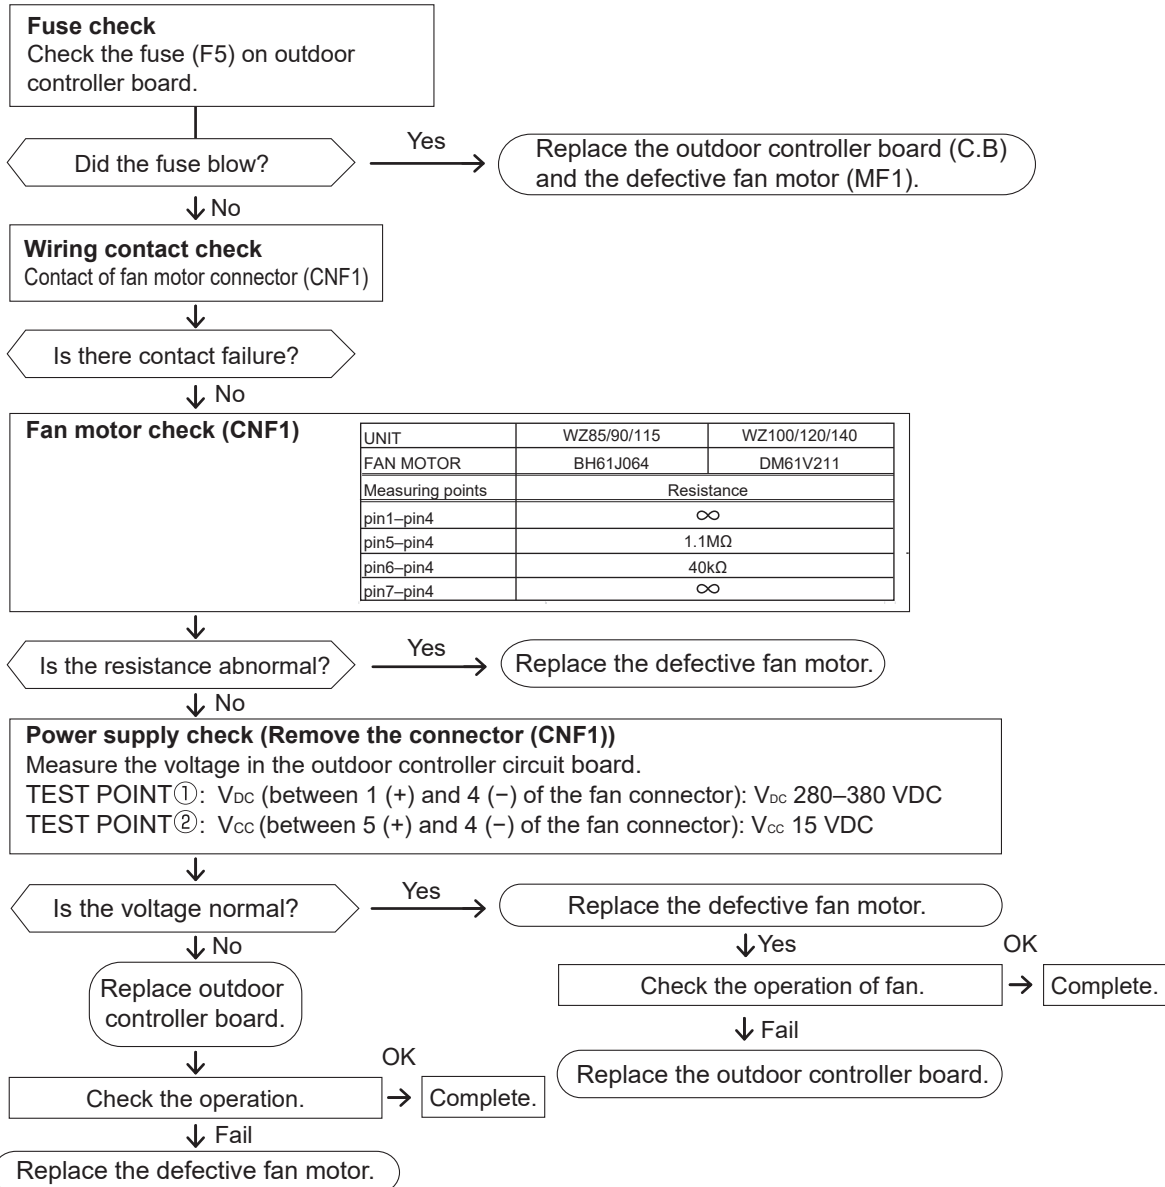 Fuse check
Check the fuse (F5) on outdoor
controller board.
Did the fuse blow?
Yes
Replace the outdoor controller board (C.B)
and the defective fan motor (MF1).
No
Wiring contact check
Contact of fan motor connector (CNF1)
Is there contact failure?
No
Fan motor check (CNF1)
UNIT WZ85/90/115 WZ100/120/140
FAN MOTOR BH61J064 DM61V211
Measuring points Resistance
pin1–pin4 ∞
pin5–pin4 1.1MΩ
pin6–pin4 40kΩ
pin7–pin4 ∞
Is the resistance abnormal?
Yes
Replace the defective fan motor.
No
Power supply check (Remove the connector (CNF1))
Measure the voltage in the outdoor controller circuit board.
TEST POINT①: VDC (between 1 (+) and 4 (−) of the fan connector): VDC 280–380 VDC
TEST POINT②: VCC (between 5 (+) and 4 (−) of the fan connector): VCC 15 VDC
Is the voltage normal?
Yes
Replace the defective fan motor.
No
Yes
OK
Replace outdoor
controller board.
Check the operation of fan.
Complete.
Fail
Replace the outdoor controller board.
OK
Check the operation.
Complete.
Fail
Replace the defective fan motor.